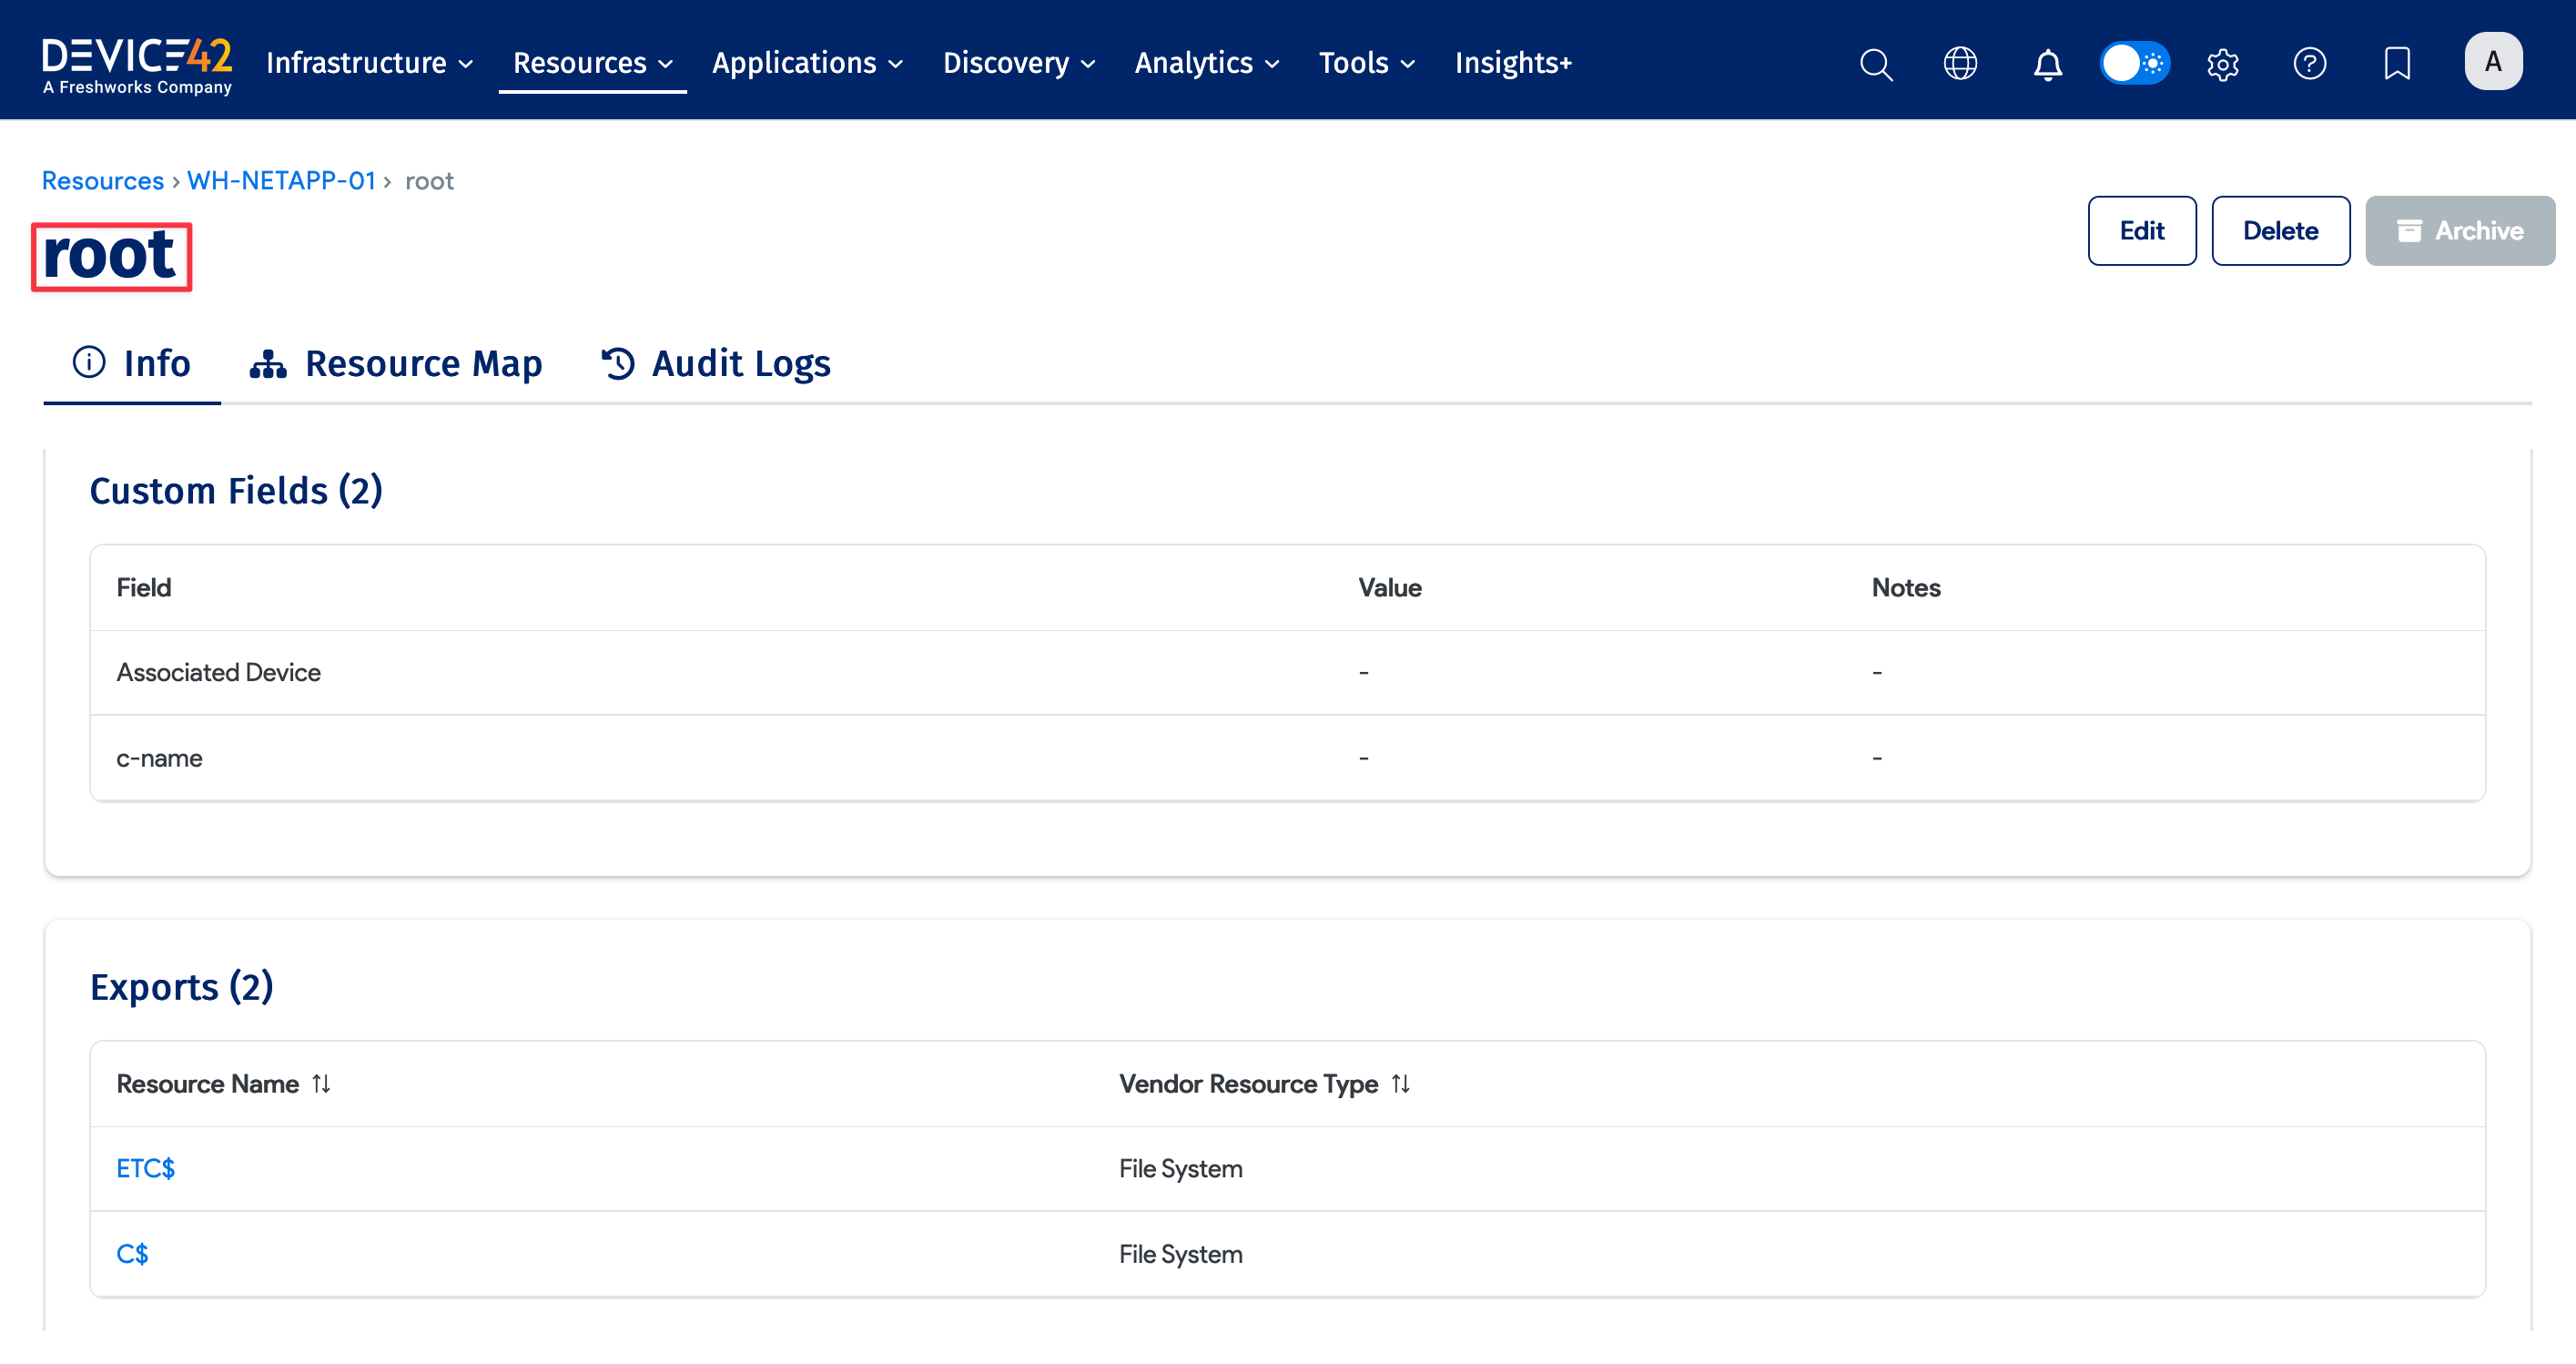 DEVICE42
A Freshworks Company
Infrastructure Resources Applications Discovery Analytics Tools Insights+
A
Resources › WH-NETAPP-01 › root
root
Edit Delete Archive
Info Resource Map Audit Logs
Custom Fields (2)
Field Value Notes
Associated Device - -
c-name - -
Exports (2)
Resource Name Vendor Resource Type
ETC$ File System
C$ File System